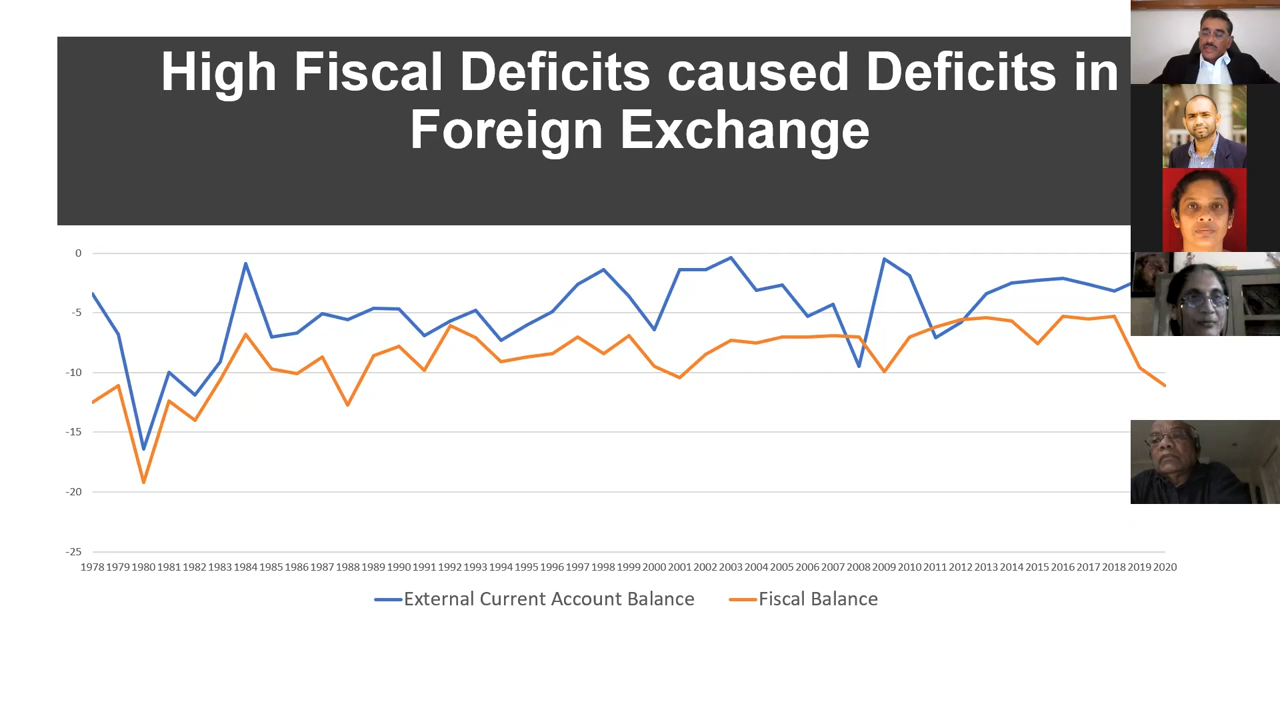 High Fiscal Deficits caused Deficits in
Foreign Exchange
0
-5
-10
-15
-20
-25
1978 1979 1980 1981 1982 1983 1984 1985 1986 1987 1988 1989 1990 1991 1992 1993 1994 1995 1996 1997 1998 1999 2000 2001 2002 2003 2004 2005 2006 2007 2008 2009 2010 2011 2012 2013 2014 2015 2016 2017 2018 2019 2020
External Current Account Balance Fiscal Balance